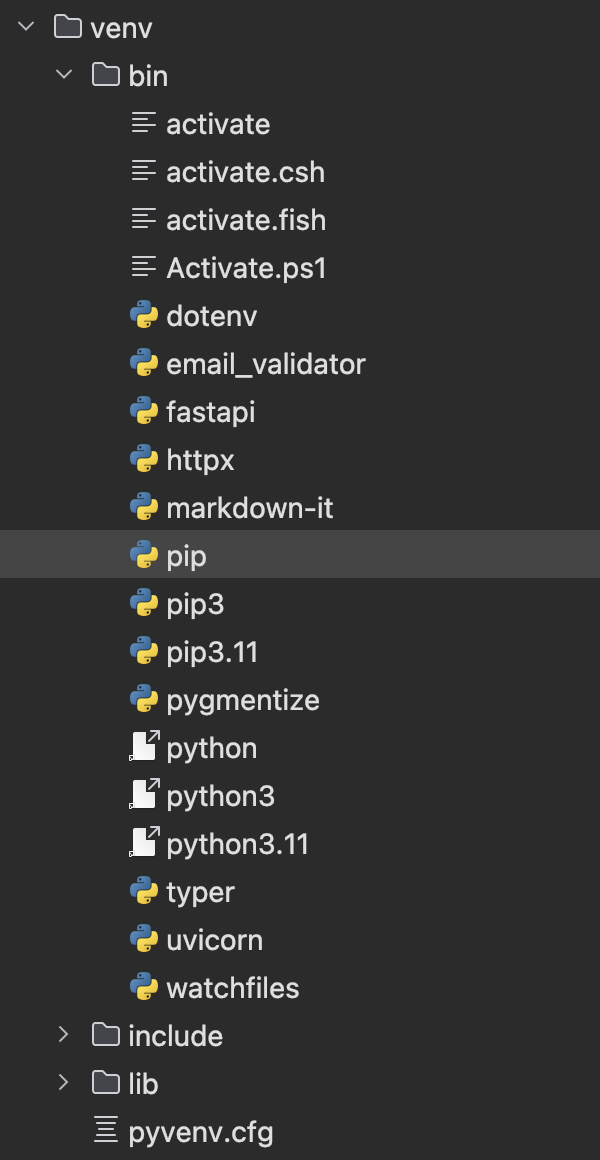 venv
bin
activate
activate.csh
activate.fish
Activate.ps1
dotenv
email_validator
fastapi
httpx
markdown-it
pip
pip3
pip3.11
pygmentize
python
python3
python3.11
typer
uvicorn
watchfiles
include
lib
pyvenv.cfg